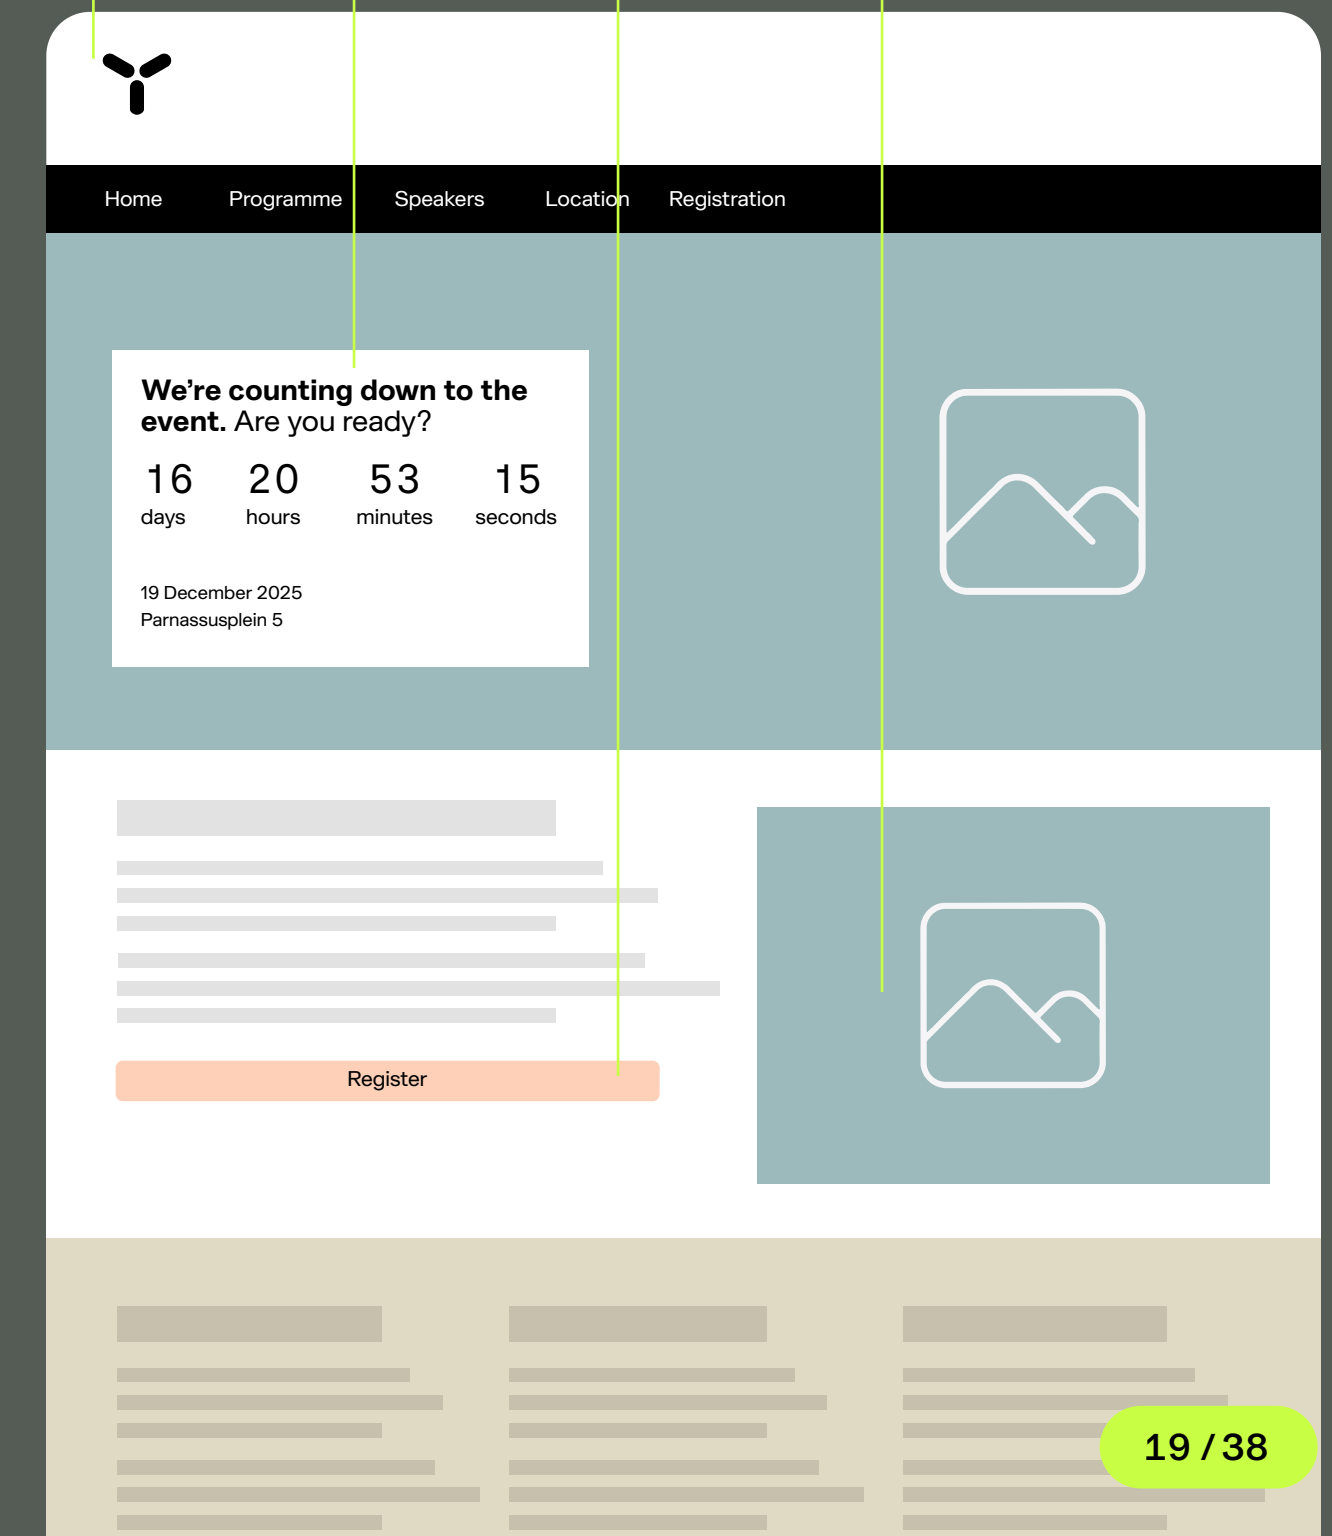 Home Programme Speakers Location Registration
We're counting down to the
event. Are you ready?
16 20 53 15
days hours minutes seconds
19 December 2025
Parnassusplein 5
Register
19 / 38